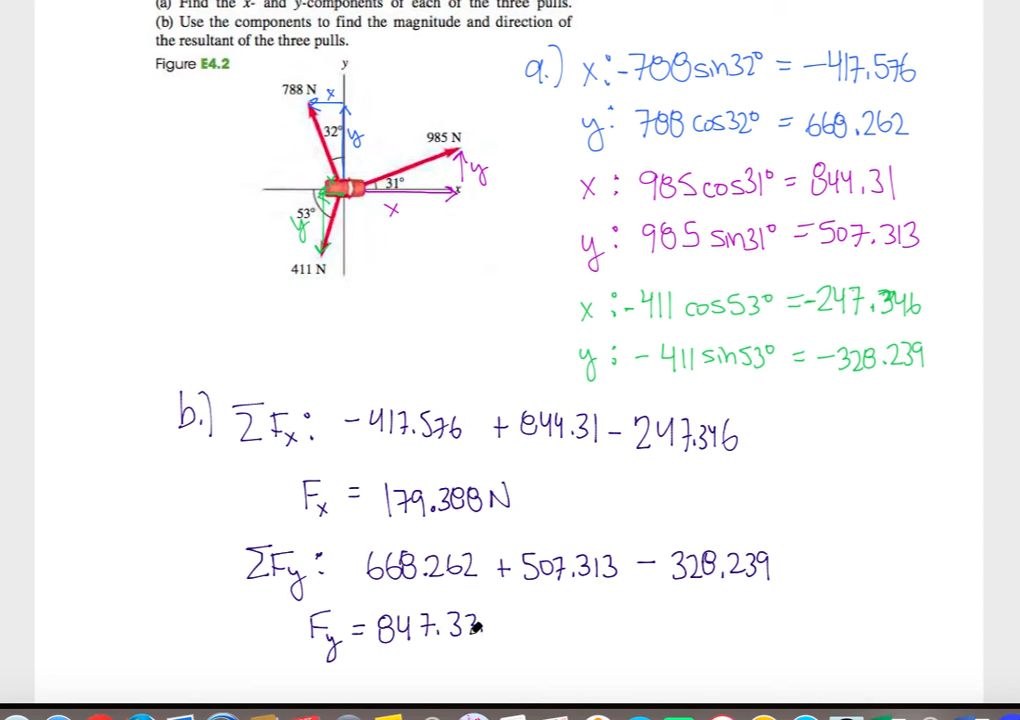 (a) Find the x- and y-components of each of the three pulls.
(b) Use the components to find the magnitude and direction of
the resultant of the three pulls.
Figure E4.2
y
788 N
x
32°
y
985 N
y
31°
x
x
53°
y
411 N
a.) x: -788 sin32° = -417.576
y: 788 cos32° = 668.262
x: 985 cos31° = 844.31
y: 985 sin31° = 507.313
x: -411 cos53° = -247.346
y: -411 sin53° = -328.239
b.) ΣFx: -417.576 + 844.31 - 247.346
Fx = 179.388 N
ΣFy: 668.262 + 507.313 - 328.239
Fy = 847.33